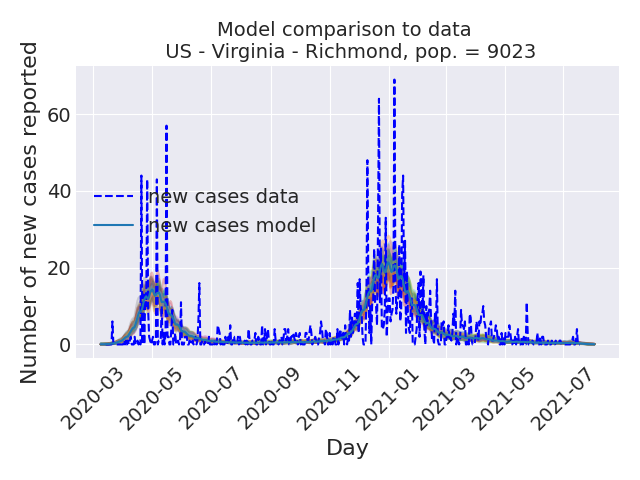 Model comparison to data
US - Virginia - Richmond, pop. = 9023
Number of new cases reported
60
40
20
0
new cases data
new cases model
2020-03
2020-05
2020-07
2020-09
2020-11
2021-01
2021-03
2021-05
2021-07
Day